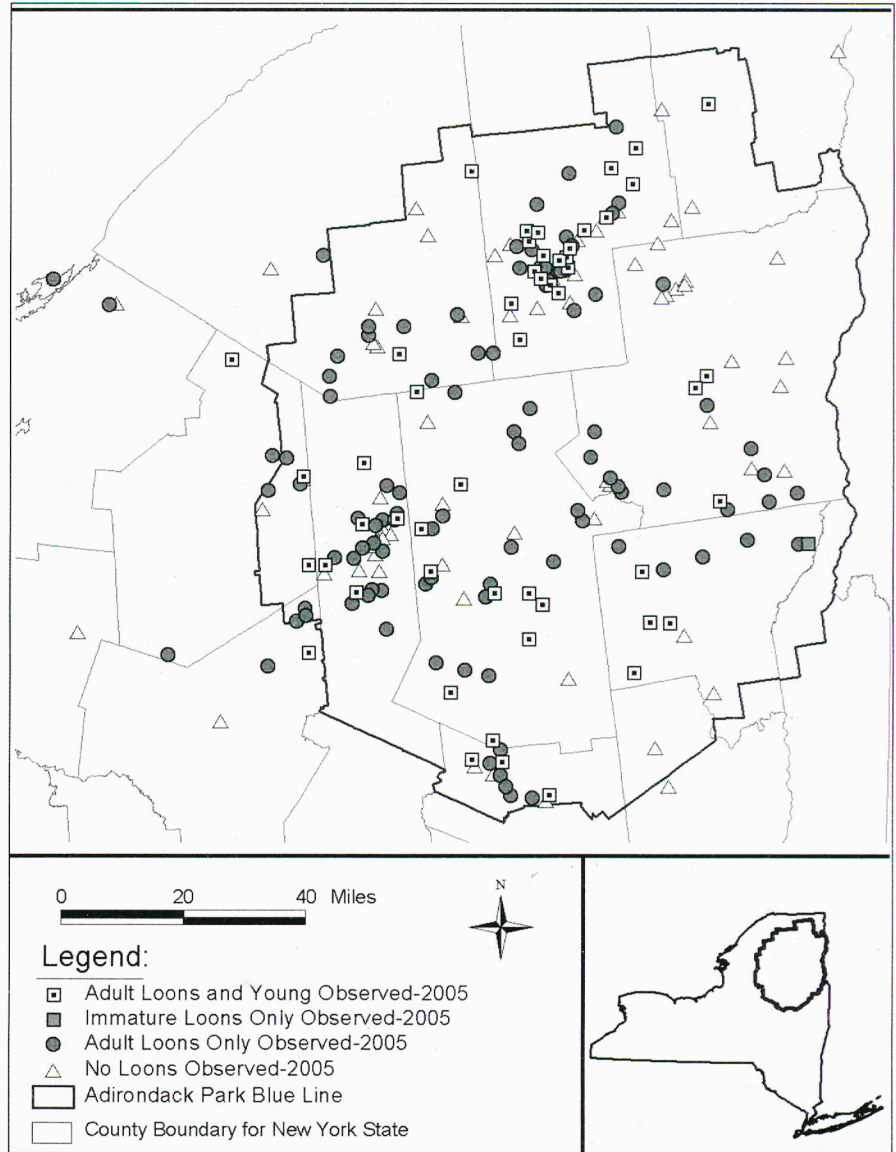 0 20 40 Miles
N
Legend:
Adult Loons and Young Observed-2005
Immature Loons Only Observed-2005
Adult Loons Only Observed-2005
No Loons Observed-2005
Adirondack Park Blue Line
County Boundary for New York State